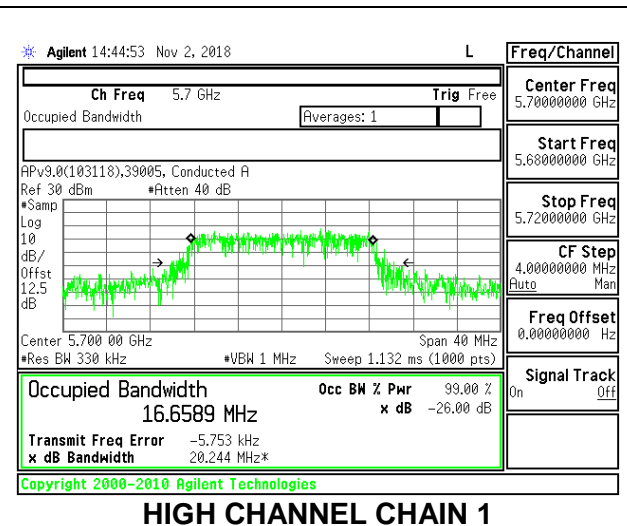 Agilent 14:44:53 Nov 2, 2018 L
Freq/Channel
Ch Freq 5.7 GHz Trig Free
Occupied Bandwidth Averages: 1
Center Freq
5.70000000 GHz
Start Freq
5.68000000 GHz
Stop Freq
5.72000000 GHz
CF Step
4.00000000 MHz
Auto Man
Freq Offset
0.00000000 Hz
Signal Track
On Off
APv9.0(103118),39005, Conducted A
Ref 30 dBm #Atten 40 dB
#Samp
Log
10
dB/
Offst
12.5
dB
Center 5.700 00 GHz Span 40 MHz
#Res BW 330 kHz #VBW 1 MHz Sweep 1.132 ms (1000 pts)
Occupied Bandwidth Occ BW % Pwr 99.00 %
16.6589 MHz x dB -26.00 dB
Transmit Freq Error -5.753 kHz
x dB Bandwidth 20.244 MHz*
Copyright 2000-2010 Agilent Technologies
HIGH CHANNEL CHAIN 1